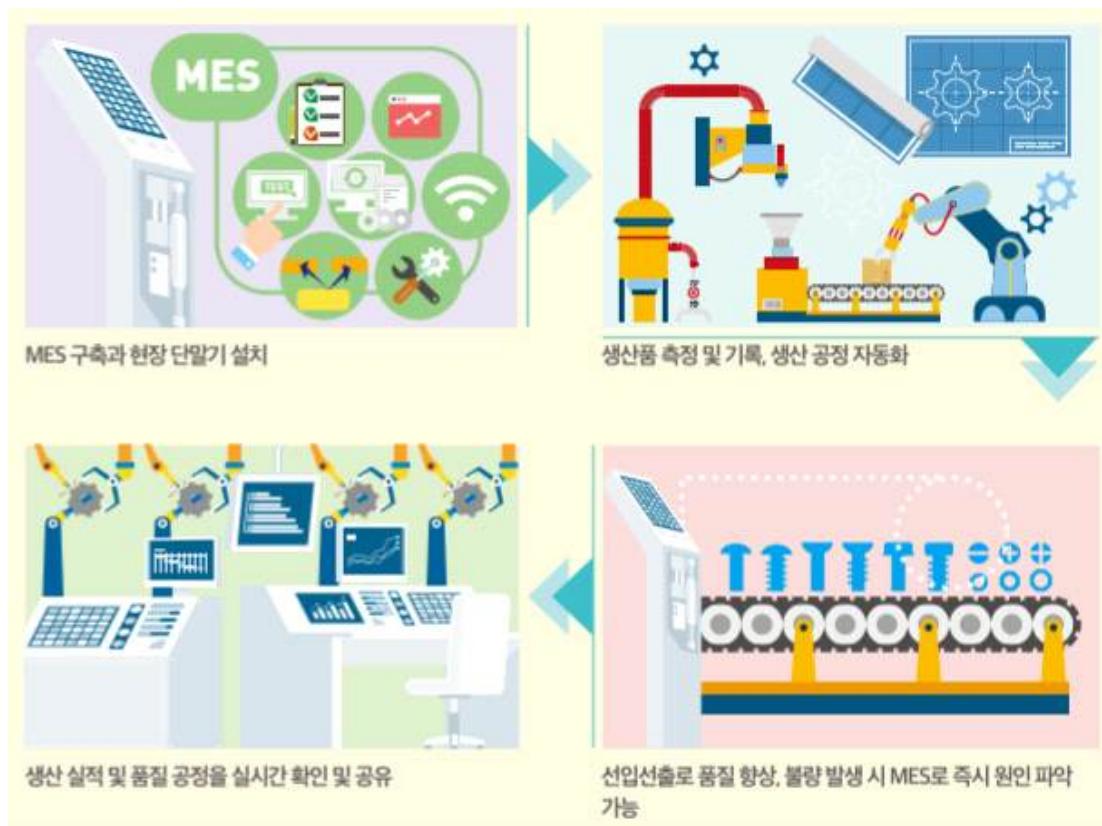 MES
TEST
MES 구축과 현장 단말기 설치
생산품 측정 및 기록, 생산 공정 자동화
선입선출로 품질 향상, 불량 발생 시 MES로 즉시 원인 파악
가능
생산 실적 및 품질 공정을 실시간 확인 및 공유